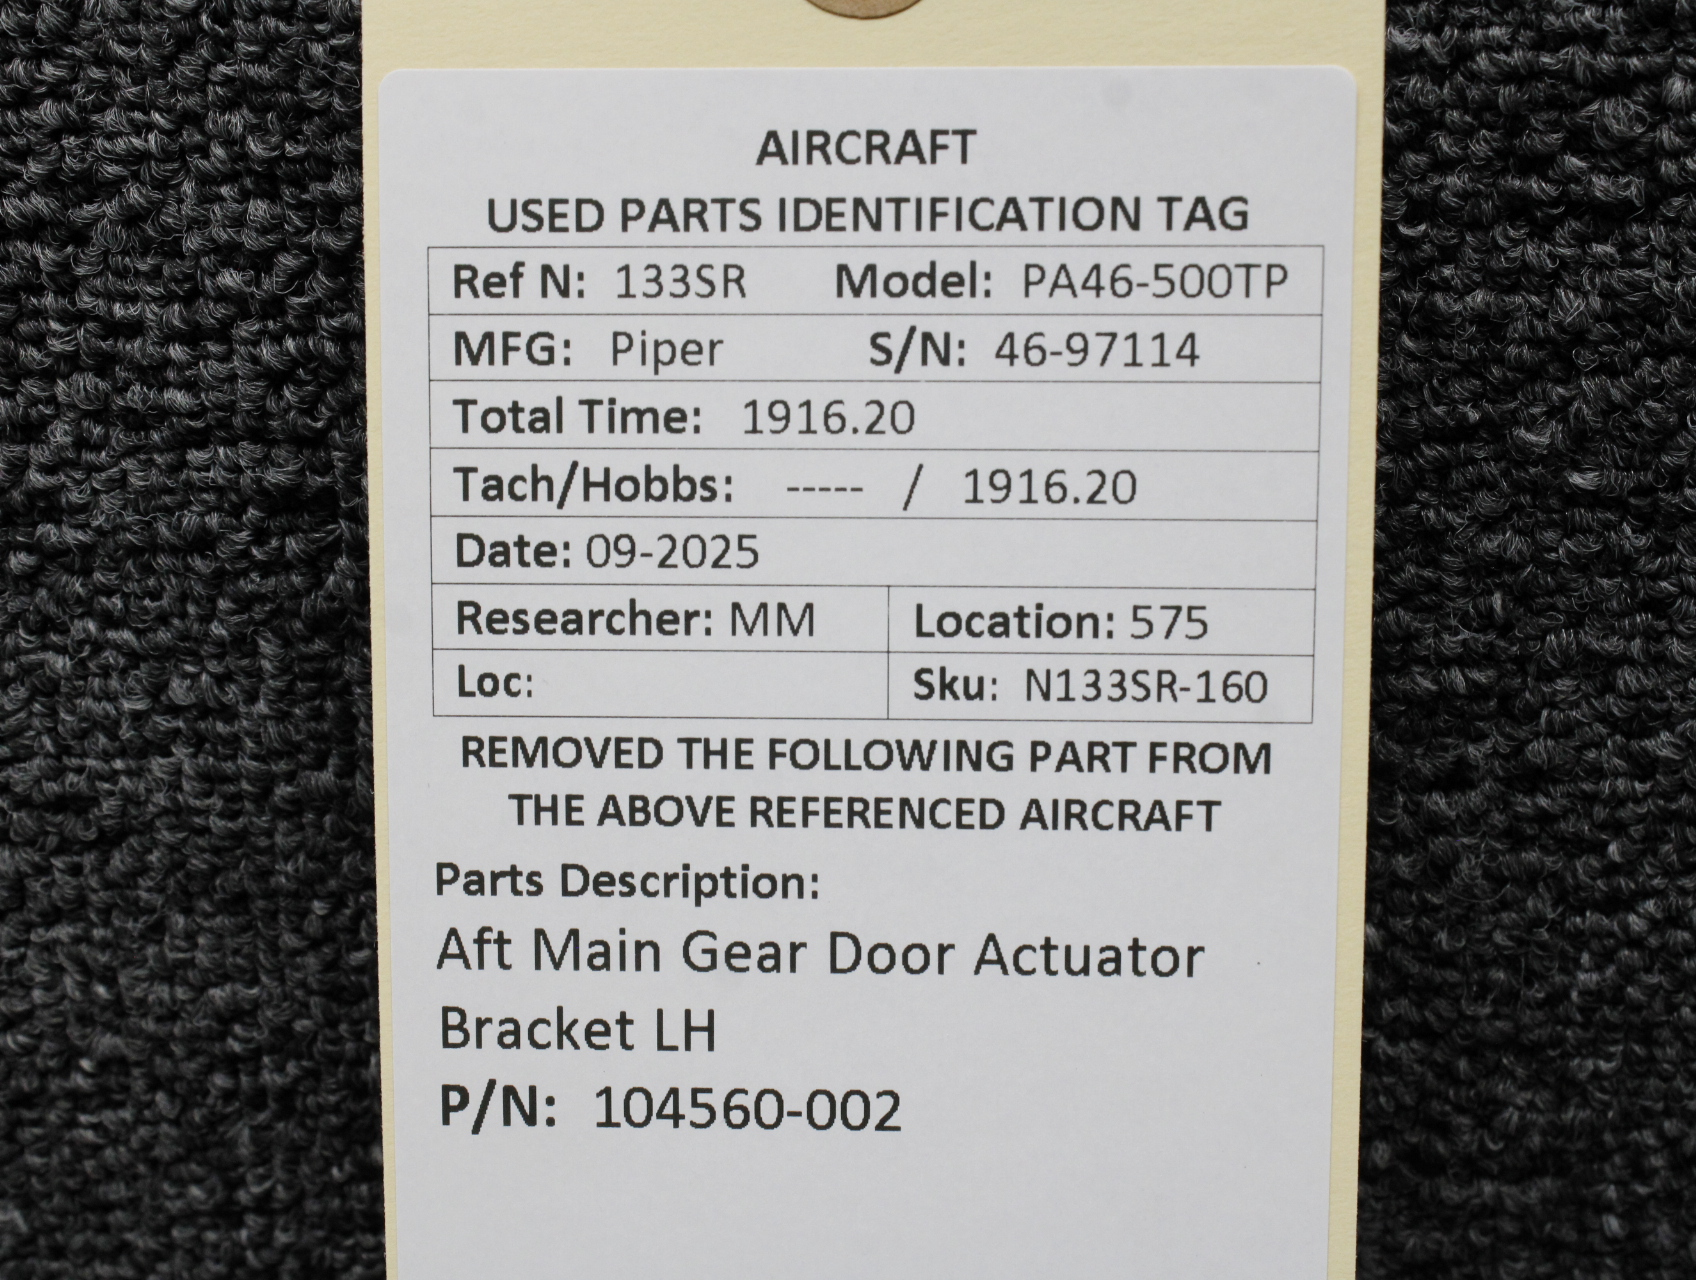 AIRCRAFT
USED PARTS IDENTIFICATION TAG
Ref N: 133SR Model: PA46-500TP
MFG: Piper S/N: 46-97114
Total Time: 1916.20
Tach/Hobbs: ----- / 1916.20
Date: 09-2025
Researcher: MM Location: 575
Loc: Sku: N133SR-160
REMOVED THE FOLLOWING PART FROM
THE ABOVE REFERENCED AIRCRAFT
Parts Description:
Aft Main Gear Door Actuator
Bracket LH
P/N: 104560-002